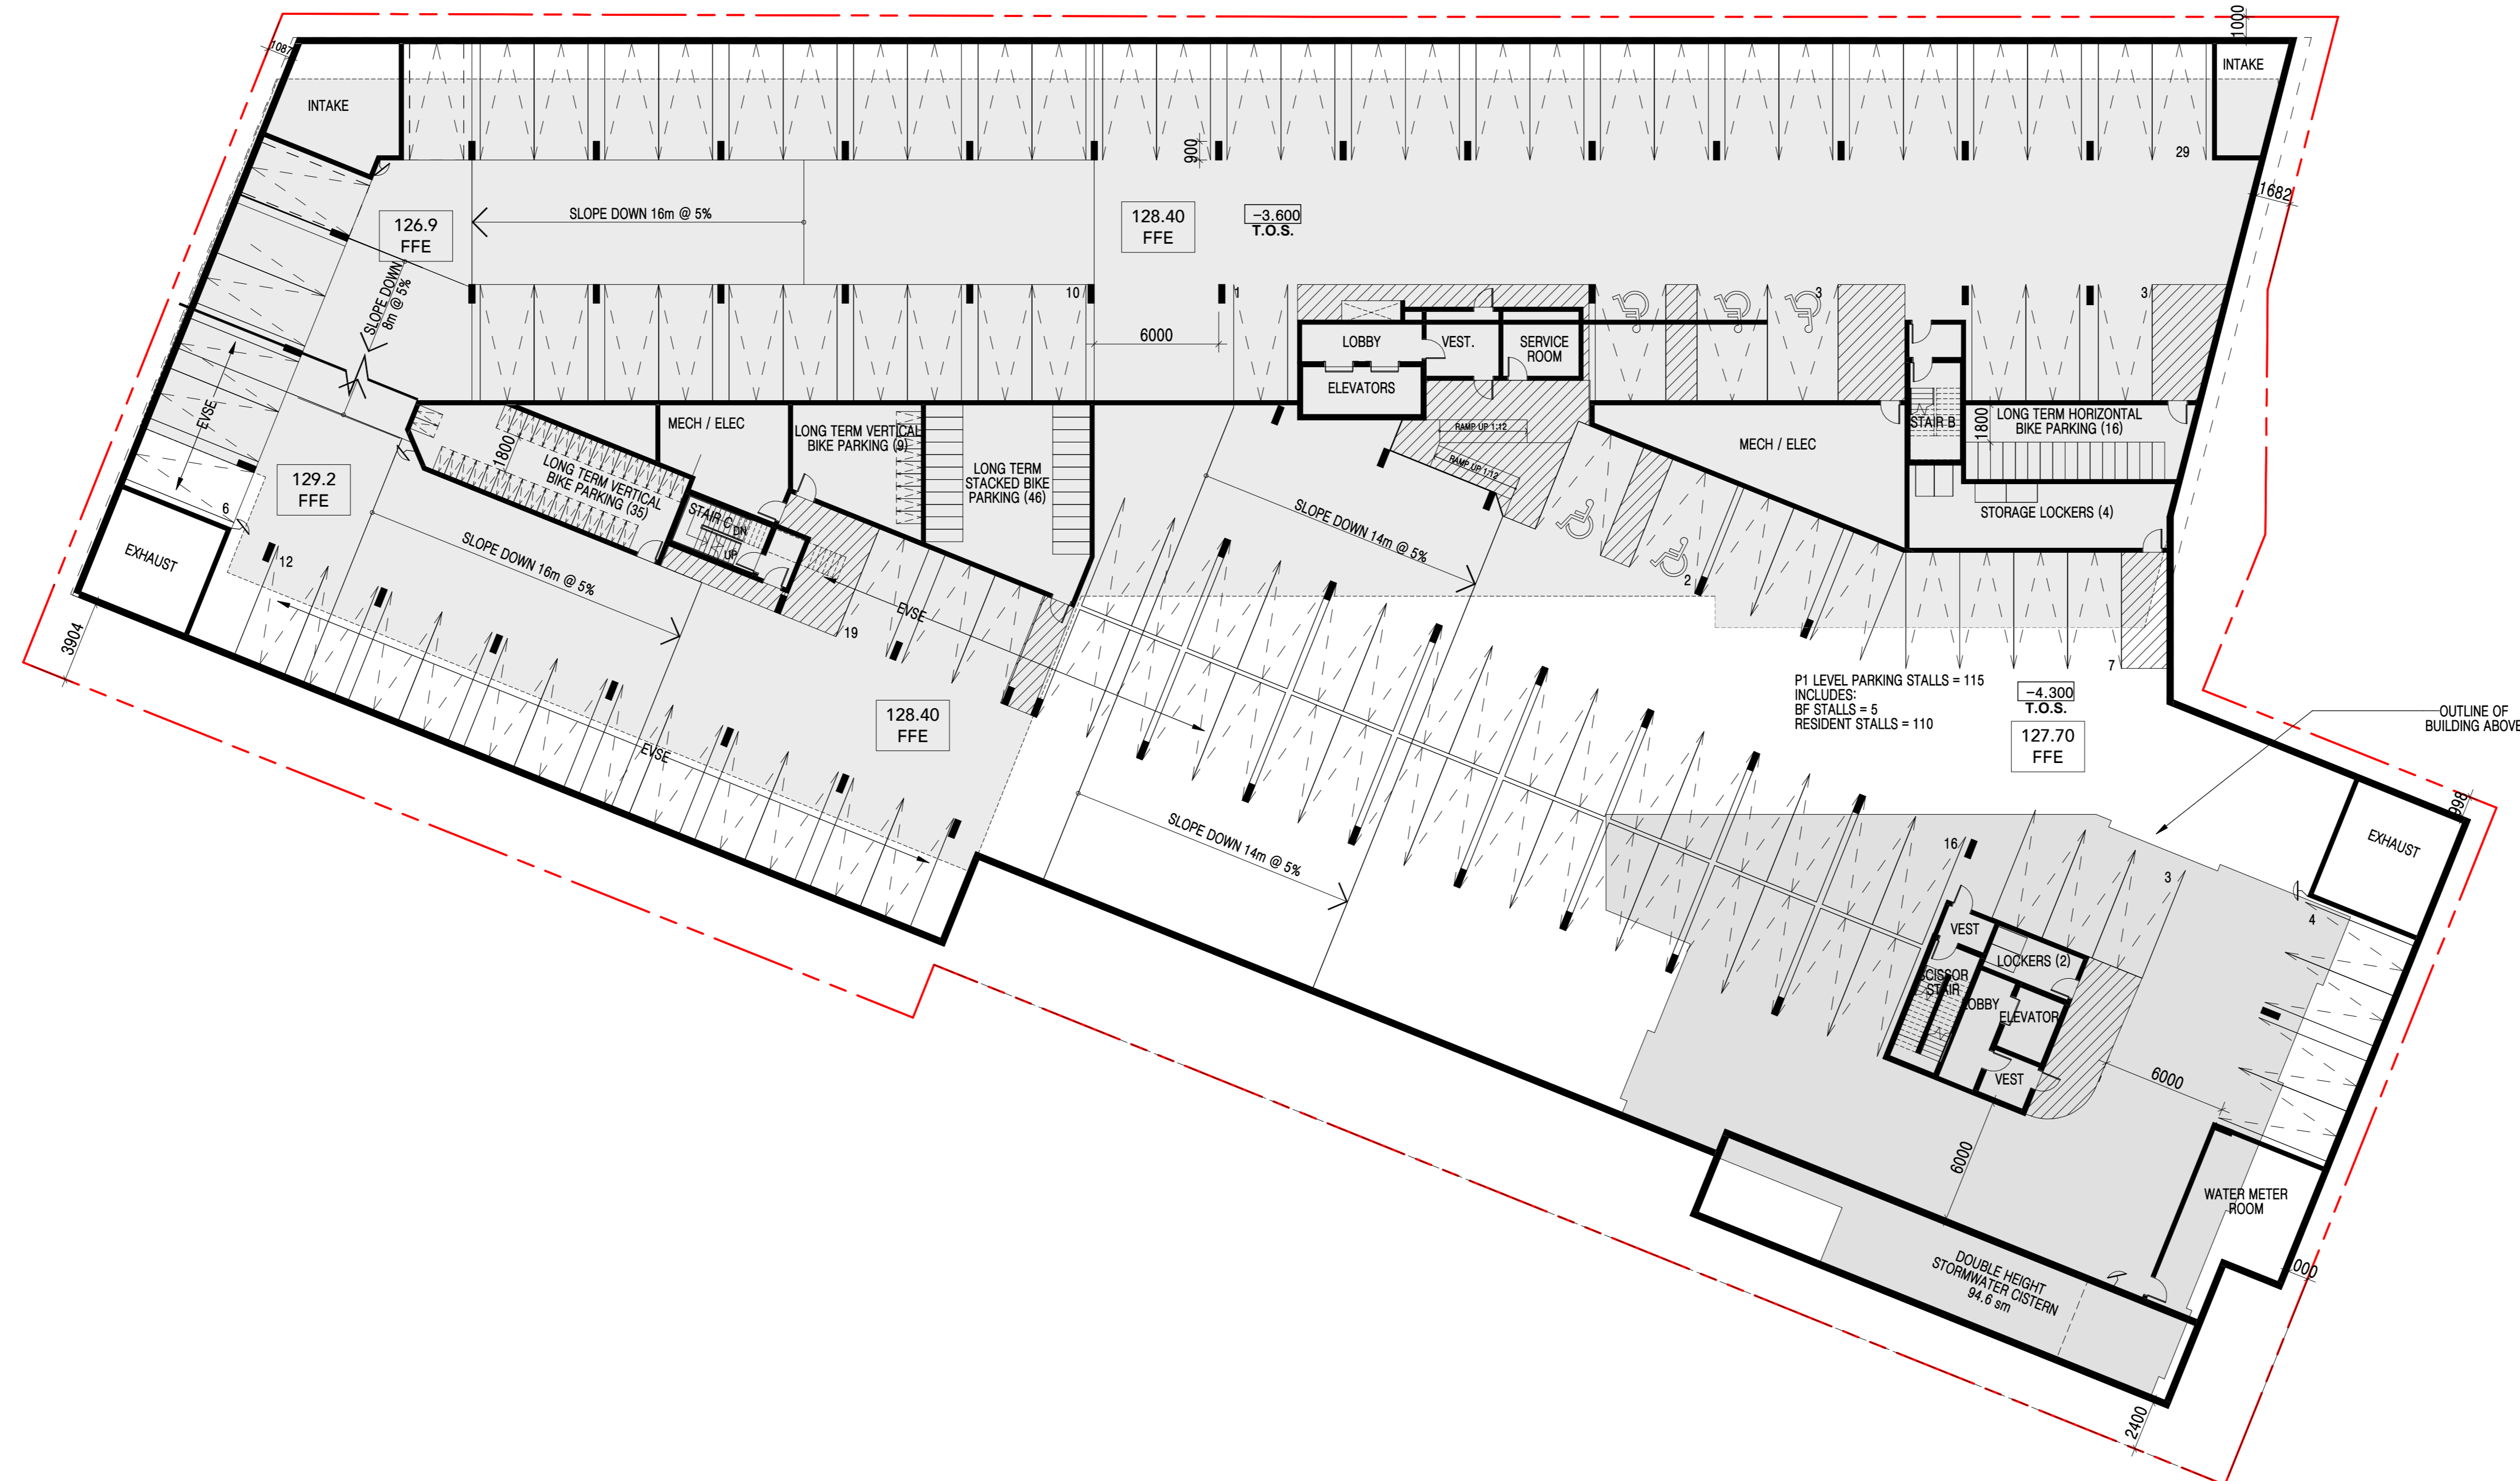 1000
1087
INTAKE
INTAKE
900
29
1682
126.9
FFE
SLOPE DOWN 16m @ 5%
128.40
FFE
-3.600
T.O.S.
SLOPE DOWN
8m @ 5%
10
1
3
3
6000
LOBBY
VEST.
SERVICE
ROOM
ELEVATORS
EVSE
1800
MECH / ELEC
LONG TERM VERTICAL
BIKE PARKING (9)
LONG TERM VERTICAL
BIKE PARKING (35)
LONG TERM
STACKED BIKE
PARKING (46)
RAMP UP 1:12
RAMP UP 1:12
MECH / ELEC
STAIR B
1800
LONG TERM HORIZONTAL
BIKE PARKING (16)
STORAGE LOCKERS (4)
129.2
FFE
6
EXHAUST
12
STAIR C
DN
UP
SLOPE DOWN 16m @ 5%
SLOPE DOWN 14m @ 5%
2
EVSE
19
3904
7
P1 LEVEL PARKING STALLS = 115
INCLUDES:
BF STALLS = 5
RESIDENT STALLS = 110
-4.300
T.O.S.
127.70
FFE
OUTLINE OF
BUILDING ABOVE
128.40
FFE
EVSE
SLOPE DOWN 14m @ 5%
998
EXHAUST
16
3
4
VEST
LOCKERS (2)
SCISSOR
STAIR
LOBBY
ELEVATOR
VEST
6000
6000
WATER METER
ROOM
DOUBLE HEIGHT
STORMWATER CISTERN
94.6 sm
1000
2400